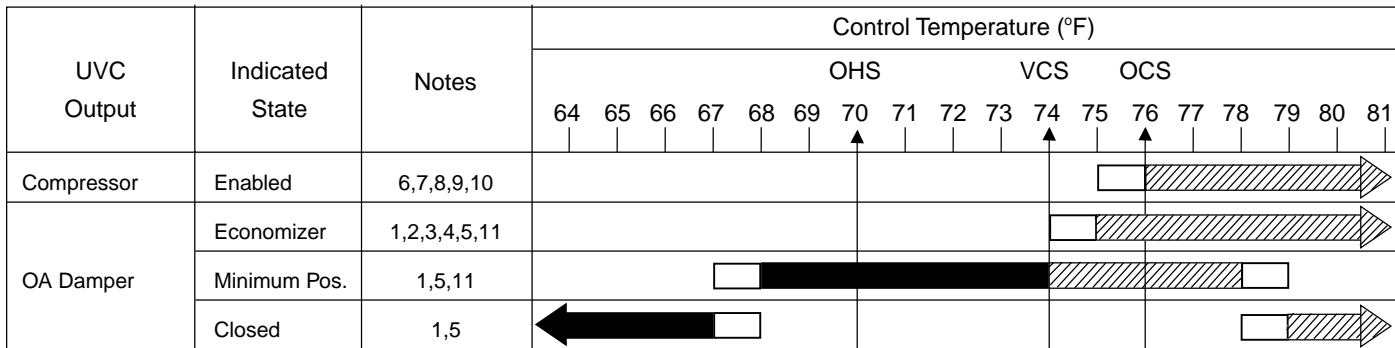 Control Temperature (°F)
UVC Output
Indicated State
Notes
OHS VCS OCS
64 65 66 67 68 69 70 71 72 73 74 75 76 77 78 79 80 81
Compressor Enabled 6,7,8,9,10
Economizer 1,2,3,4,5,11
OA Damper Minimum Pos. 1,5,11
Closed 1,5